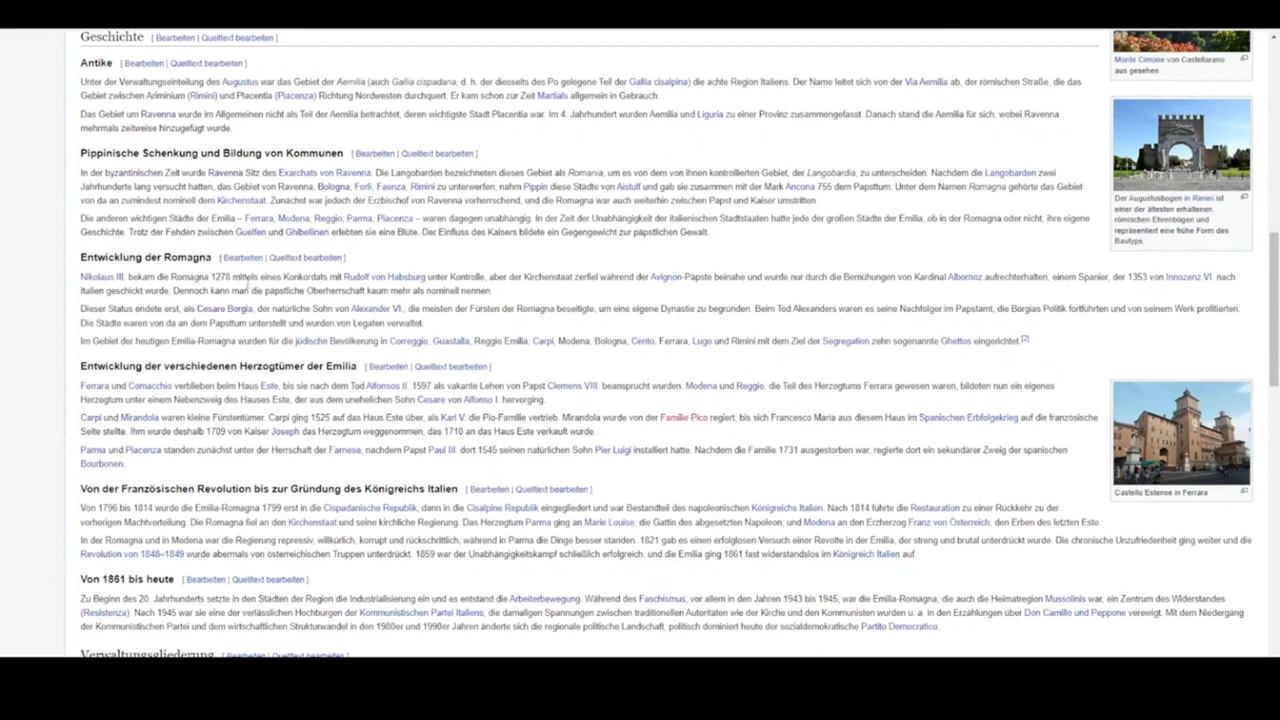 Geschichte [ Bearbeiten | Quelltext bearbeiten ]
Antike [ Bearbeiten | Quelltext bearbeiten ]
Unter der Verwaltungseinteilung des Augustus war das Gebiet der Aemilia (auch Gallia cispadana, d. h. der diesseits des Po gelegene Teil der Gallia cisalpina) die achte Region Italiens. Der Name leitet sich von der Via Aemilia ab, der römischen Straße, die das
Gebiet zwischen Ariminium (Rimini) und Placentia (Piacenza) Richtung Nordwesten durchquert. Er kam schon zur Zeit Martials allgemein in Gebrauch.
Das Gebiet um Ravenna wurde im Allgemeinen nicht als Teil der Aemilia betrachtet, deren wichtigste Stadt Placentia war. Im 4. Jahrhundert wurden Aemilia und Liguria zu einer Provinz zusammengefasst. Danach stand die Aemilia für sich, wobei Ravenna
mehrmals zeitweise hinzugefügt wurde.
Pippinische Schenkung und Bildung von Kommunen [ Bearbeiten | Quelltext bearbeiten ]
In der byzantinischen Zeit wurde Ravenna Sitz des Exarchats von Ravenna. Die Langobarden bezeichneten dieses Gebiet als Romania, um es von dem von ihnen kontrollierten Gebiet, der Langobardia, zu unterscheiden. Nachdem die Langobarden zwei
Jahrhunderte lang versucht hatten, das Gebiet von Ravenna, Bologna, Forlì, Faenza, Rimini zu unterwerfen, nahm Pippin diese Städte von Aistulf und gab sie zusammen mit der Mark Ancona 755 dem Papsttum. Unter dem Namen Romagna gehörte das Gebiet
von da an zumindest nominell dem Kirchenstaat. Zunächst war jedoch der Erzbischof von Ravenna vorherrschend, und die Romagna war auch weiterhin zwischen Papst und Kaiser umstritten.
Die anderen wichtigen Städte der Emilia – Ferrara, Modena, Reggio, Parma, Piacenza – waren dagegen unabhängig. In der Zeit der Unabhängigkeit der italienischen Stadtstaaten hatte jede der großen Städte der Emilia, ob in der Romagna oder nicht, ihre eigene
Geschichte. Trotz der Fehden zwischen Guelfen und Ghibellinen erlebten sie eine Blüte. Der Einfluss des Kaisers bildete ein Gegengewicht zur päpstlichen Gewalt.
Entwicklung der Romagna [ Bearbeiten | Quelltext bearbeiten ]
Nikolaus III. bekam die Romagna 1278 mittels eines Konkordats mit Rudolf von Habsburg unter Kontrolle, aber der Kirchenstaat zerfiel während der Avignon-Päpste beinahe und wurde nur durch die Bemühungen von Kardinal Albornoz aufrechterhalten, einem Spanier, der 1353 von Innozenz VI. nach
Italien geschickt wurde. Dennoch kann man die päpstliche Oberherrschaft kaum mehr als nominell nennen.
Dieser Status endete erst, als Cesare Borgia, der natürliche Sohn von Alexander VI., die meisten der Fürsten der Romagna beseitigte, um eine eigene Dynastie zu begründen. Beim Tod Alexanders waren es seine Nachfolger im Papstamt, die Borgias Politik fortführten und von seinem Werk profitierten.
Die Städte waren von da an dem Papsttum unterstellt und wurden von Legaten verwaltet.
Im Gebiet der heutigen Emilia-Romagna wurden für die jüdische Bevölkerung in Correggio, Guastalla, Reggio Emilia, Carpi, Modena, Bologna, Cento, Ferrara, Lugo und Rimini mit dem Ziel der Segregation zehn sogenannte Ghettos eingerichtet.[2]
Entwicklung der verschiedenen Herzogtümer der Emilia [ Bearbeiten | Quelltext bearbeiten ]
Ferrara und Comacchio verblieben beim Haus Este, bis sie nach dem Tod Alfonsos II. 1597 als vakante Lehen von Papst Clemens VIII. beansprucht wurden. Modena und Reggio, die Teil des Herzogtums Ferrara gewesen waren, bildeten nun ein eigenes
Herzogtum unter einem Nebenzweig des Hauses Este, der aus dem unehelichen Sohn Cesare von Alfonso I. hervorging.
Carpi und Mirandola waren kleine Fürstentümer. Carpi ging 1525 auf das Haus Este über, als Karl V. die Pio-Familie vertrieb. Mirandola wurde von der Familie Pico regiert, bis sich Francesco Maria aus diesem Haus im Spanischen Erbfolgekrieg auf die französische
Seite stellte. Ihm wurde deshalb 1709 von Kaiser Joseph das Herzogtum weggenommen, das 1710 an das Haus Este verkauft wurde.
Parma und Piacenza standen zunächst unter der Herrschaft der Farnese, nachdem Papst Paul III. dort 1545 seinen natürlichen Sohn Pier Luigi installiert hatte. Nachdem die Familie 1731 ausgestorben war, regierte dort ein sekundärer Zweig der spanischen
Bourbonen.
Von der Französischen Revolution bis zur Gründung des Königreichs Italien [ Bearbeiten | Quelltext bearbeiten ]
Von 1796 bis 1814 wurde die Emilia-Romagna 1799 erst in die Cispadanische Republik, dann in die Cisalpine Republik eingegliedert und war Bestandteil des napoleonischen Königreichs Italien. Nach 1814 führte die Restauration zu einer Rückkehr zu der
vorherigen Machtverteilung. Die Romagna fiel an den Kirchenstaat und seine kirchliche Regierung. Das Herzogtum Parma ging an Marie Louise, die Gattin des abgesetzten Napoleon, und Modena an den Erzherzog Franz von Österreich, den Erben des letzten Este.
In der Romagna und in Modena war die Regierung repressiv, willkürlich, korrupt und rückschrittlich, während in Parma die Dinge besser standen. 1821 gab es einen erfolglosen Versuch einer Revolte in der Emilia, der streng und brutal unterdrückt wurde. Die chronische Unzufriedenheit ging weiter und die
Revolution von 1848–1849 wurde abermals von österreichischen Truppen unterdrückt. 1859 war der Unabhängigkeitskampf schließlich erfolgreich, und die Emilia ging 1861 fast widerstandslos im Königreich Italien auf.
Von 1861 bis heute [ Bearbeiten | Quelltext bearbeiten ]
Zu Beginn des 20. Jahrhunderts setzte in den Städten der Region die Industrialisierung ein und es entstand die Arbeiterbewegung. Während des Faschismus, vor allem in den Jahren 1943 bis 1945, war die Emilia-Romagna, die auch die Heimatregion Mussolinis war, ein Zentrum des Widerstandes
(Resistenza). Nach 1945 war sie eine der verlässlichen Hochburgen der Kommunistischen Partei Italiens, die damaligen Spannungen zwischen traditionellen Autoritäten wie der Kirche und den Kommunisten wurden u. a. in den Erzählungen über Don Camillo und Peppone verewigt. Mit dem Niedergang
der Kommunistischen Partei und dem wirtschaftlichen Strukturwandel in den 1980er und 1990er Jahren änderte sich die regionale politische Landschaft, politisch dominiert heute der sozialdemokratische Partito Democratico.
Verwaltungsgliederung [ Bearbeiten | Quelltext bearbeiten ]
Monte Cimone von Castellarano
aus gesehen
Der Augustusbogen in Rimini ist
einer der ältesten erhaltenen
römischen Ehrenbögen und
repräsentiert eine frühe Form des
Bautyps.
Castello Estense in Ferrara